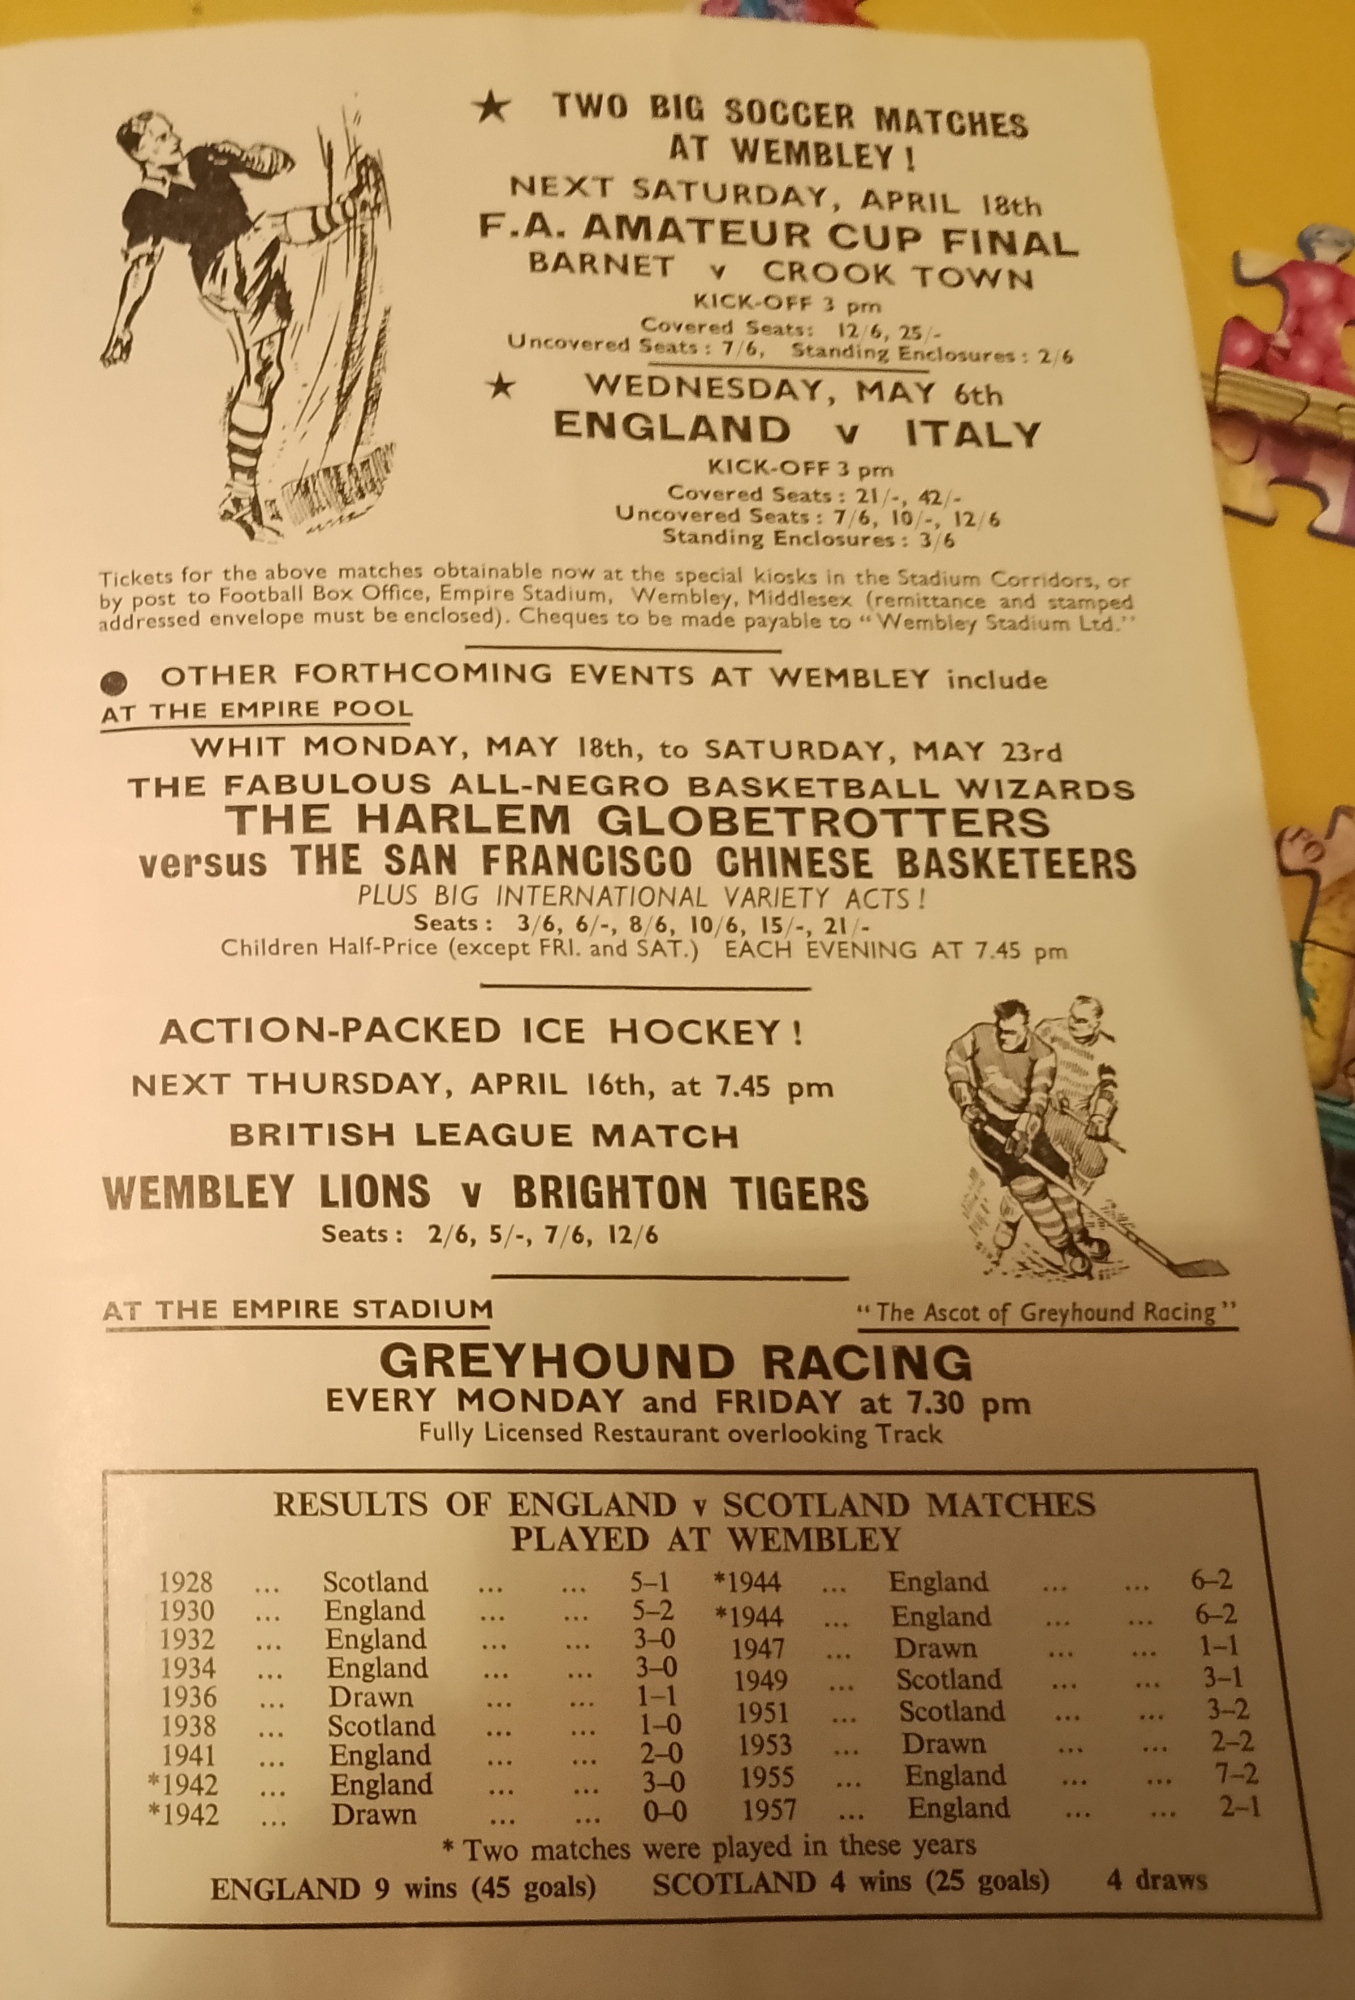 ★ TWO BIG SOCCER MATCHES
AT WEMBLEY !
NEXT SATURDAY, APRIL 18th
F.A. AMATEUR CUP FINAL
BARNET v CROOK TOWN
KICK-OFF 3 pm
Covered Seats: 12/6, 25/-
Uncovered Seats : 7/6, Standing Enclosures : 2/6
★ WEDNESDAY, MAY 6th
ENGLAND v ITALY
KICK-OFF 3 pm
Covered Seats : 21/-, 42/-
Uncovered Seats : 7/6, 10/-, 12/6
Standing Enclosures : 3/6
Tickets for the above matches obtainable now at the special kiosks in the Stadium Corridors, or
by post to Football Box Office, Empire Stadium, Wembley, Middlesex (remittance and stamped
addressed envelope must be enclosed). Cheques to be made payable to "Wembley Stadium Ltd."
● OTHER FORTHCOMING EVENTS AT WEMBLEY include
AT THE EMPIRE POOL
WHIT MONDAY, MAY 18th, to SATURDAY, MAY 23rd
THE FABULOUS ALL-NEGRO BASKETBALL WIZARDS
THE HARLEM GLOBETROTTERS
versus THE SAN FRANCISCO CHINESE BASKETEERS
PLUS BIG INTERNATIONAL VARIETY ACTS !
Seats : 3/6, 6/-, 8/6, 10/6, 15/-, 21/-
Children Half-Price (except FRI. and SAT.) EACH EVENING AT 7.45 pm
ACTION-PACKED ICE HOCKEY !
NEXT THURSDAY, APRIL 16th, at 7.45 pm
BRITISH LEAGUE MATCH
WEMBLEY LIONS v BRIGHTON TIGERS
Seats : 2/6, 5/-, 7/6, 12/6
AT THE EMPIRE STADIUM "The Ascot of Greyhound Racing"
GREYHOUND RACING
EVERY MONDAY and FRIDAY at 7.30 pm
Fully Licensed Restaurant overlooking Track
RESULTS OF ENGLAND v SCOTLAND MATCHES
PLAYED AT WEMBLEY
1928 ... Scotland ... ... 5–1 *1944 ... England ... ... 6–2
1930 ... England ... ... 5–2 *1944 ... England ... ... 6–2
1932 ... England ... ... 3–0 1947 ... Drawn ... ... 1–1
1934 ... England ... ... 3–0 1949 ... Scotland ... ... 3–1
1936 ... Drawn ... ... 1–1 1951 ... Scotland ... ... 3–2
1938 ... Scotland ... ... 1–0 1953 ... Drawn ... ... 2–2
1941 ... England ... ... 2–0 1955 ... England ... ... 7–2
*1942 ... England ... ... 3–0 1957 ... England ... ... 2–1
*1942 ... Drawn ... ... 0–0
* Two matches were played in these years
ENGLAND 9 wins (45 goals) SCOTLAND 4 wins (25 goals) 4 draws